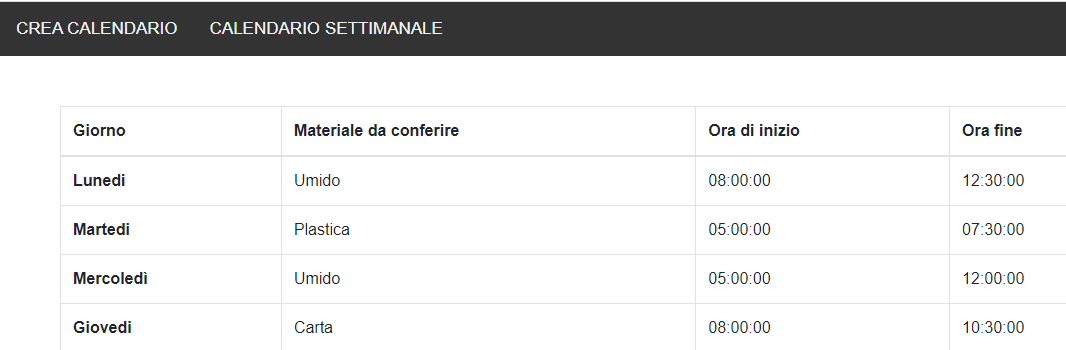 CREA CALENDARIO CALENDARIO SETTIMANALE
Giorno Materiale da conferire Ora di inizio Ora fine
Lunedi Umido 08:00:00 12:30:00
Martedi Plastica 05:00:00 07:30:00
Mercoledì Umido 05:00:00 12:00:00
Giovedi Carta 08:00:00 10:30:00